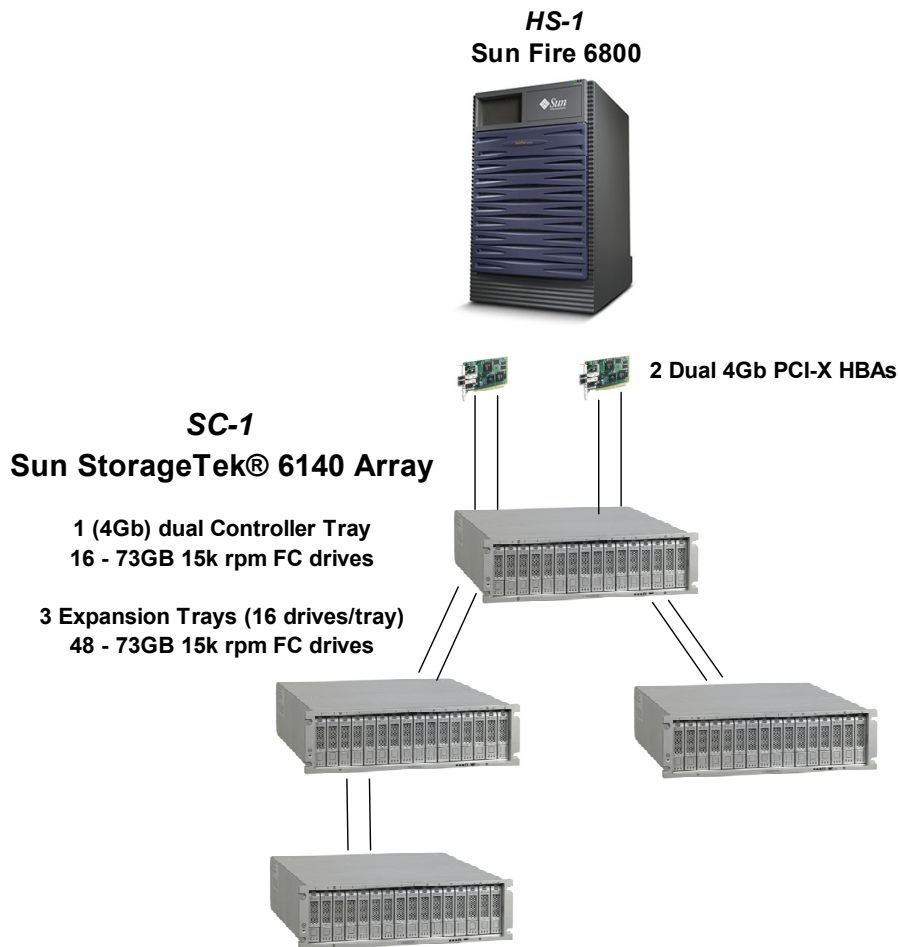 HS-1
Sun Fire 6800
Sun
2 Dual 4Gb PCI-X HBAs
SC-1
Sun StorageTek® 6140 Array
1 (4Gb) dual Controller Tray
16 - 73GB 15k rpm FC drives
3 Expansion Trays (16 drives/tray)
48 - 73GB 15k rpm FC drives